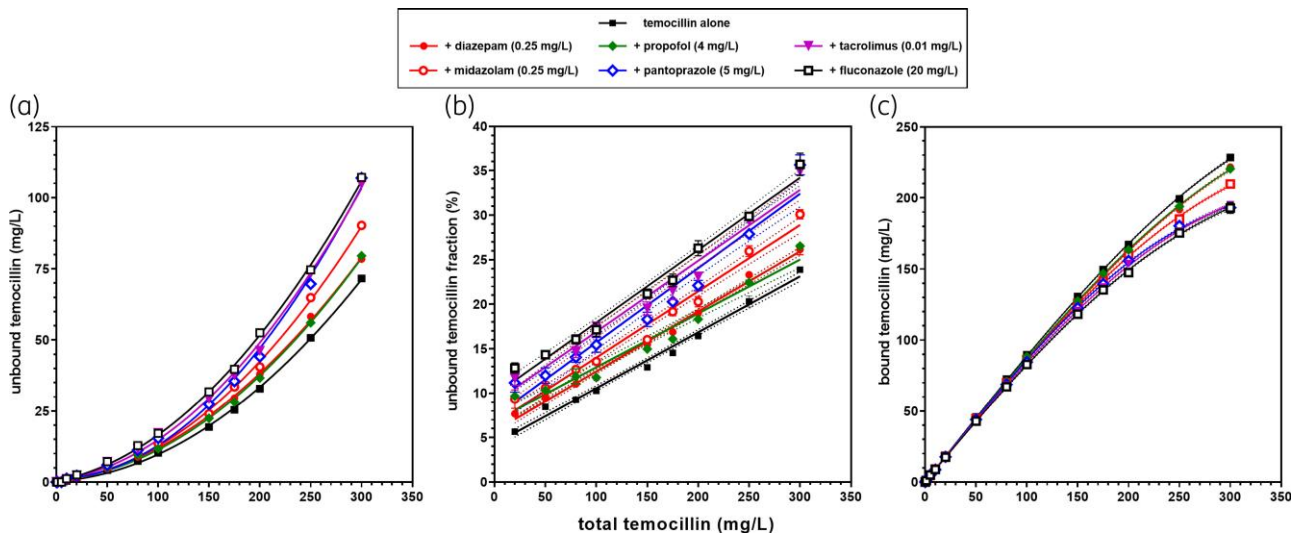 temocillin alone
+ diazepam (0.25 mg/L) + propofol (4 mg/L) + tacrolimus (0.01 mg/L)
+ midazolam (0.25 mg/L) + pantoprazole (5 mg/L) + fluconazole (20 mg/L)
(a)
125
100
75
50
25
0
0 50 100 150 200 250 300 350
unbound temocillin (mg/L)
(b)
40
35
30
25
20
15
10
5
0
0 50 100 150 200 250 300 350
unbound temocillin fraction (%)
(c)
250
200
150
100
50
0
0 50 100 150 200 250 300 350
bound temocillin (mg/L)
total temocillin (mg/L)